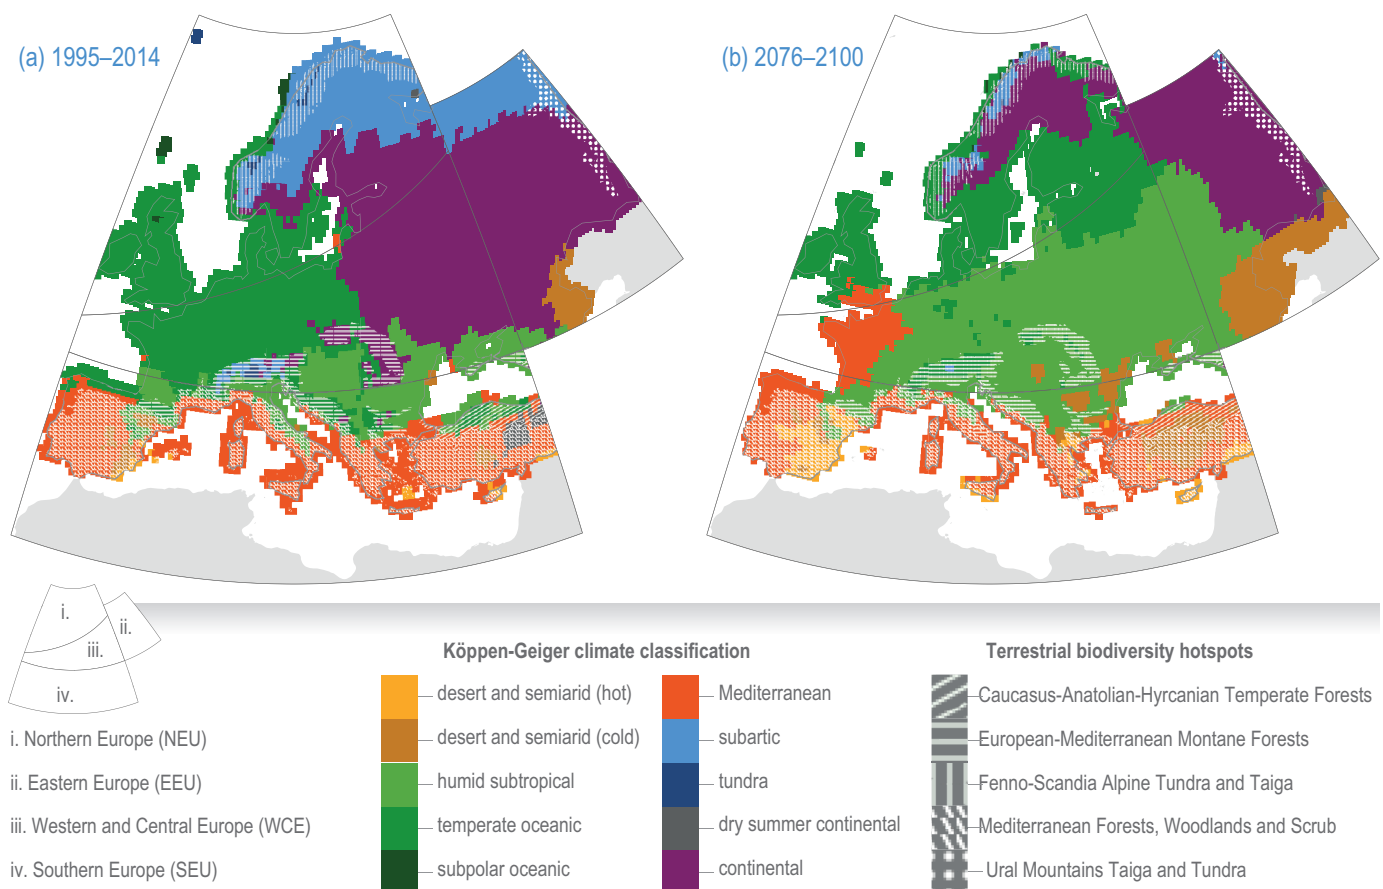 (a) 1995–2014
(b) 2076–2100
i.
ii.
iii.
iv.
i. Northern Europe (NEU)
ii. Eastern Europe (EEU)
iii. Western and Central Europe (WCE)
iv. Southern Europe (SEU)
Köppen-Geiger climate classification
desert and semiarid (hot)
desert and semiarid (cold)
humid subtropical
temperate oceanic
subpolar oceanic
Mediterranean
subartic
tundra
dry summer continental
continental
Terrestrial biodiversity hotspots
Caucasus-Anatolian-Hyrcanian Temperate Forests
European-Mediterranean Montane Forests
Fenno-Scandia Alpine Tundra and Taiga
Mediterranean Forests, Woodlands and Scrub
Ural Mountains Taiga and Tundra